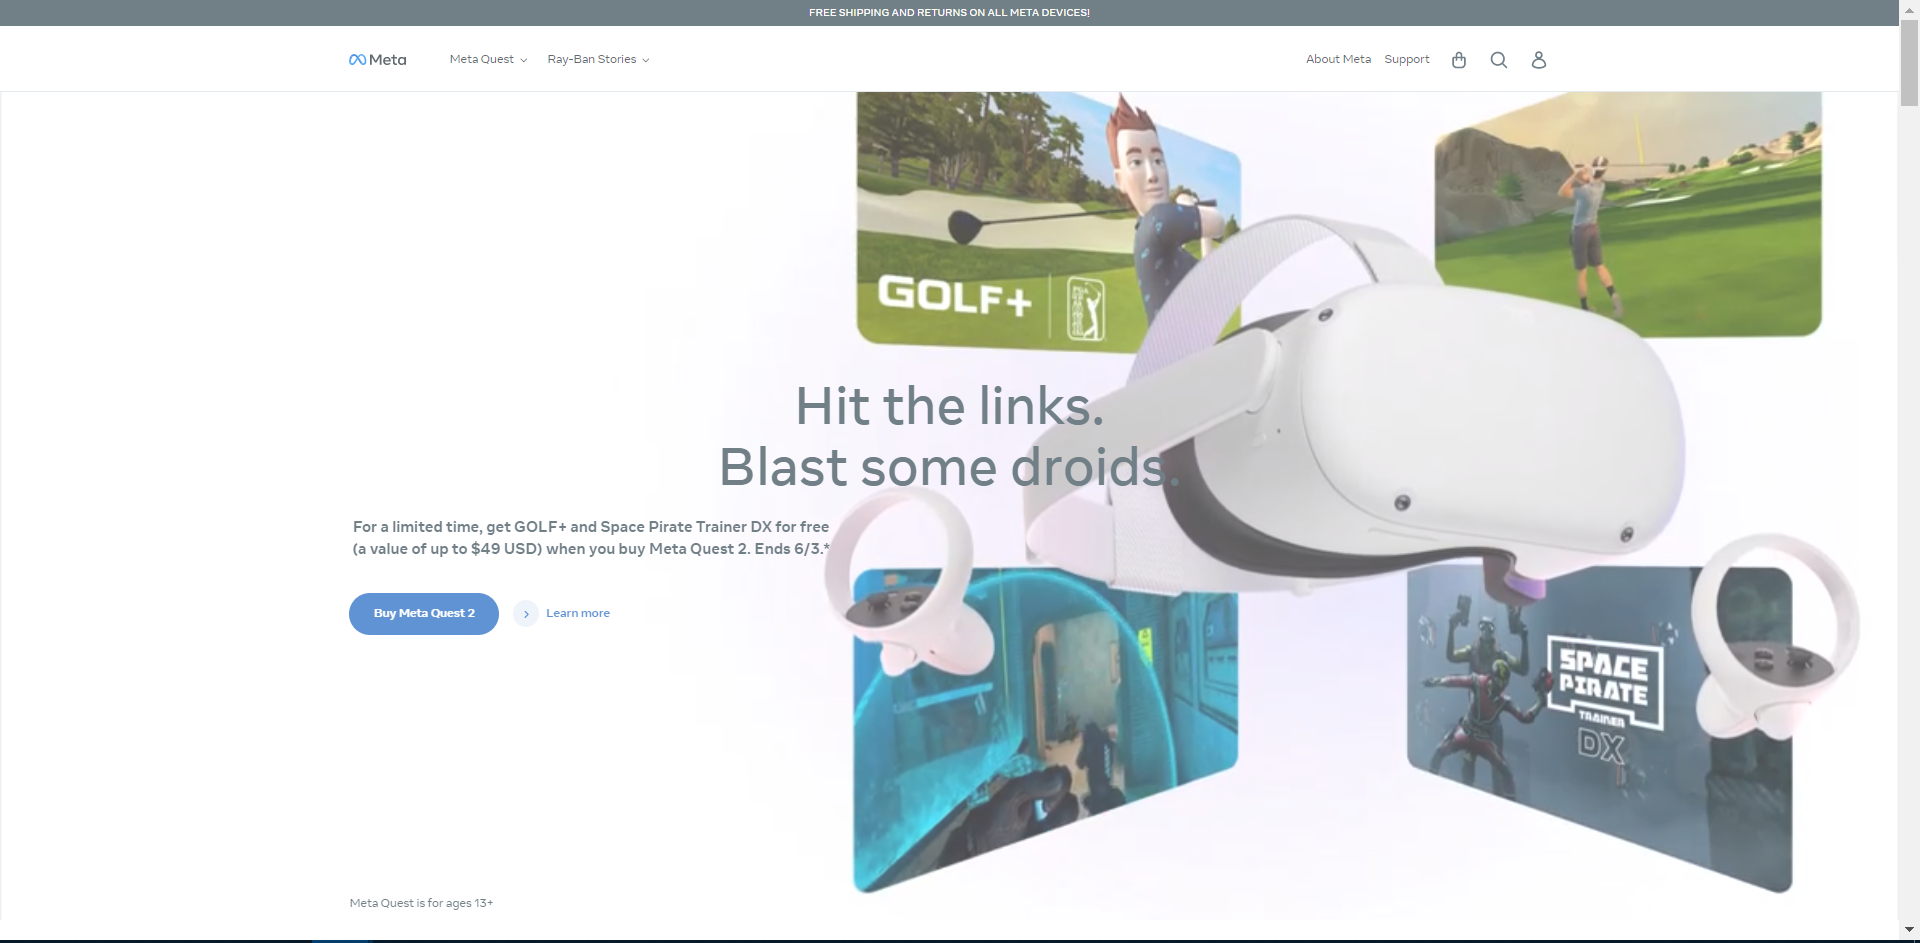 FREE SHIPPING AND RETURNS ON ALL META DEVICES!
Meta
Meta Quest
Ray-Ban Stories
About Meta
Support
GOLF+
Hit the links.
Blast some droids.
For a limited time, get GOLF+ and Space Pirate Trainer DX for free
(a value of up to $49 USD) when you buy Meta Quest 2. Ends 6/3.*
Buy Meta Quest 2
Learn more
SPACE
PIRATE
TRAINER
DX
Meta Quest is for ages 13+